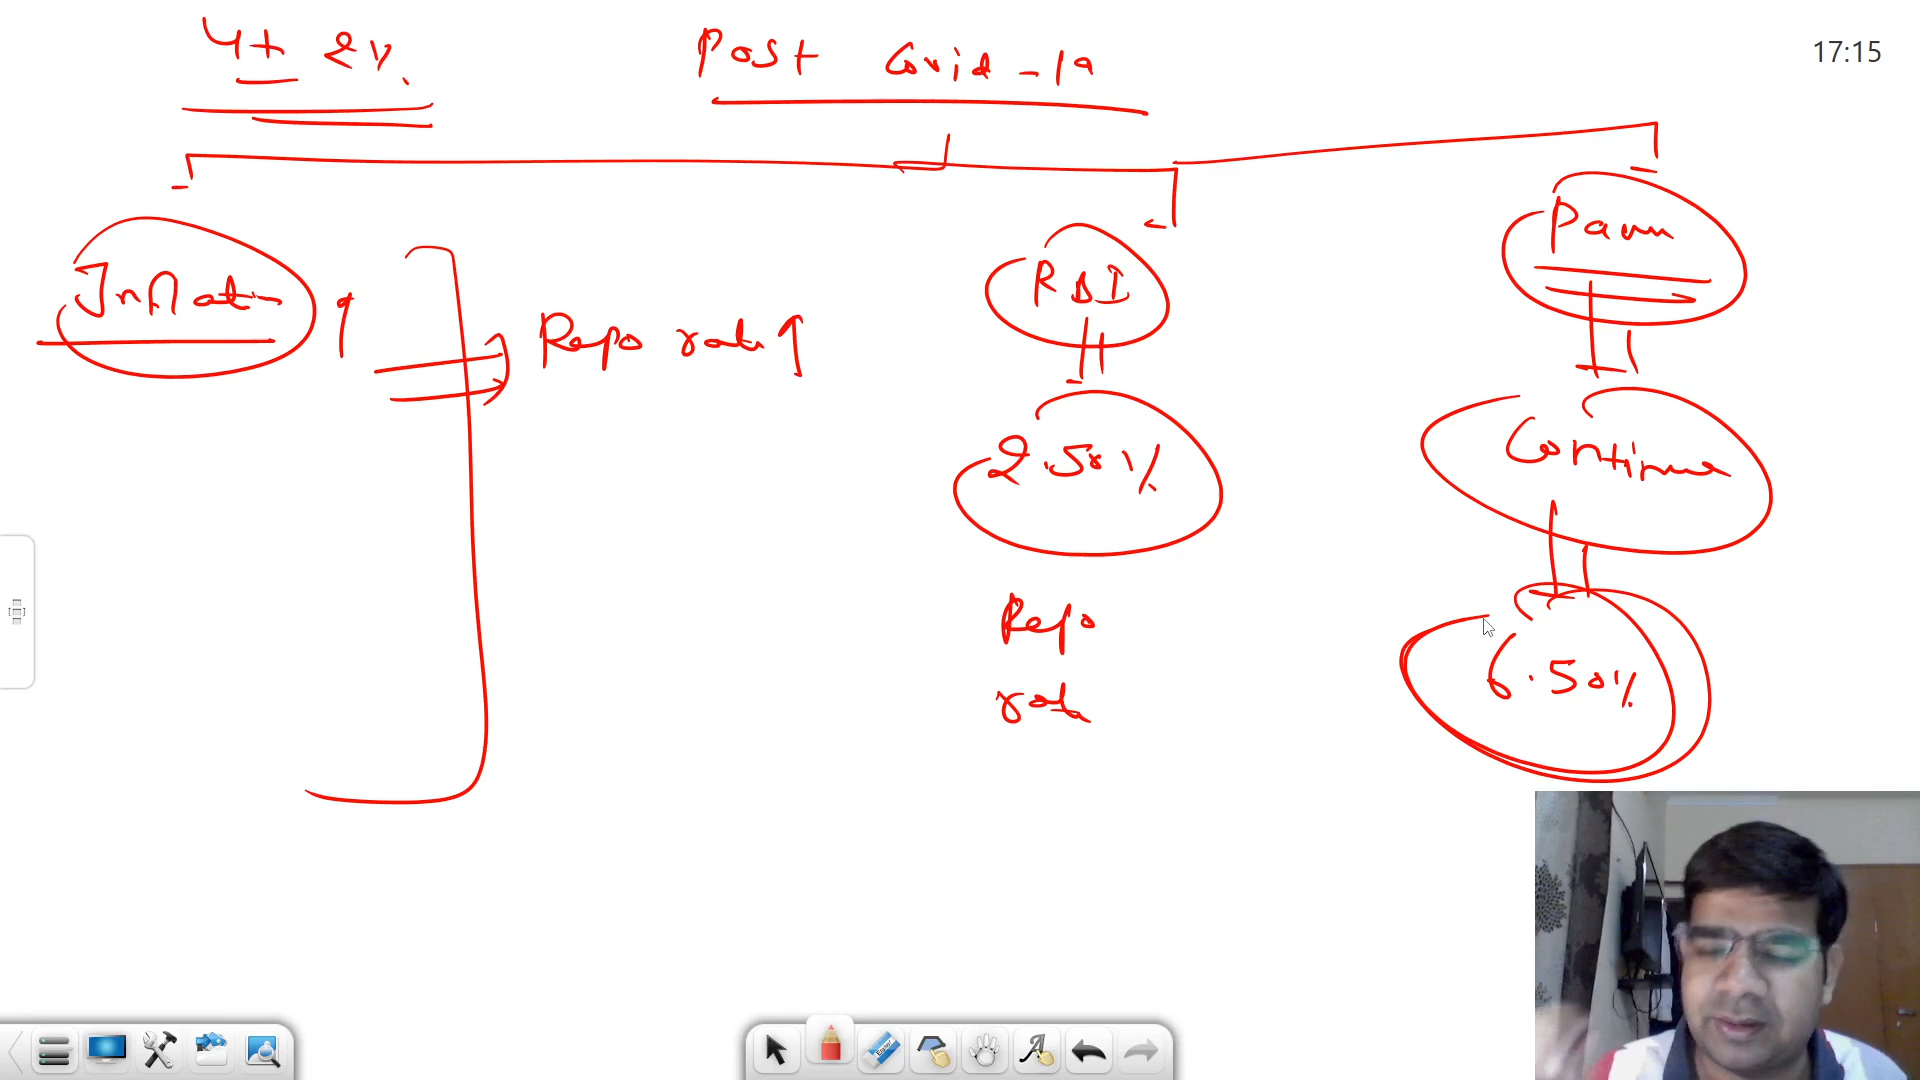 4± 2%.
Post Covid-19
17:15
Inflation
Repo rate
RBI
2.50%
Repo
rate
Pause
Continue
6.50%
Eraser